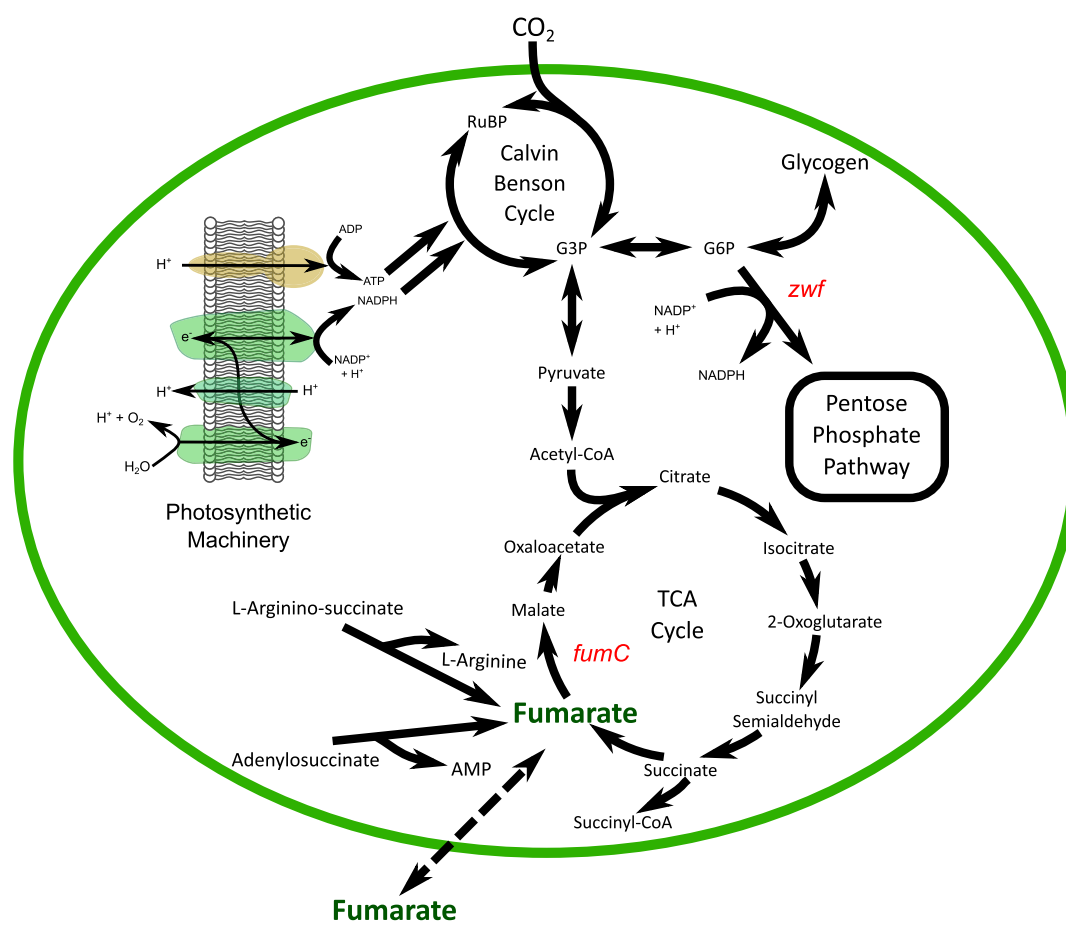 CO₂
RuBP
Calvin
Benson
Cycle
Glycogen
G3P
G6P
zwf
NADP⁺
+ H⁺
NADPH
Pentose
Phosphate
Pathway
ADP
H⁺
ATP
NADPH
e⁻
NADP⁺
+ H⁺
H⁺
H⁺
H⁺ + O₂
e⁻
H₂O
Photosynthetic
Machinery
Pyruvate
Acetyl-CoA
Citrate
Oxaloacetate
Isocitrate
Malate
TCA
Cycle
2-Oxoglutarate
L-Arginino-succinate
L-Arginine
fumC
Fumarate
Succinyl
Semialdehyde
Adenylosuccinate
AMP
Succinate
Succinyl-CoA
Fumarate